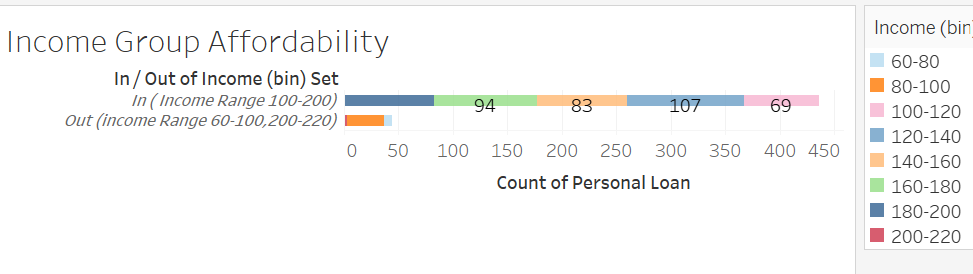 Income Group Affordability
In / Out of Income (bin) Set
In ( Income Range 100-200) 94 83 107 69
Out (income Range 60-100,200-220)
0 50 100 150 200 250 300 350 400 450
Count of Personal Loan
Income (bin)
60-80
80-100
100-120
120-140
140-160
160-180
180-200
200-220